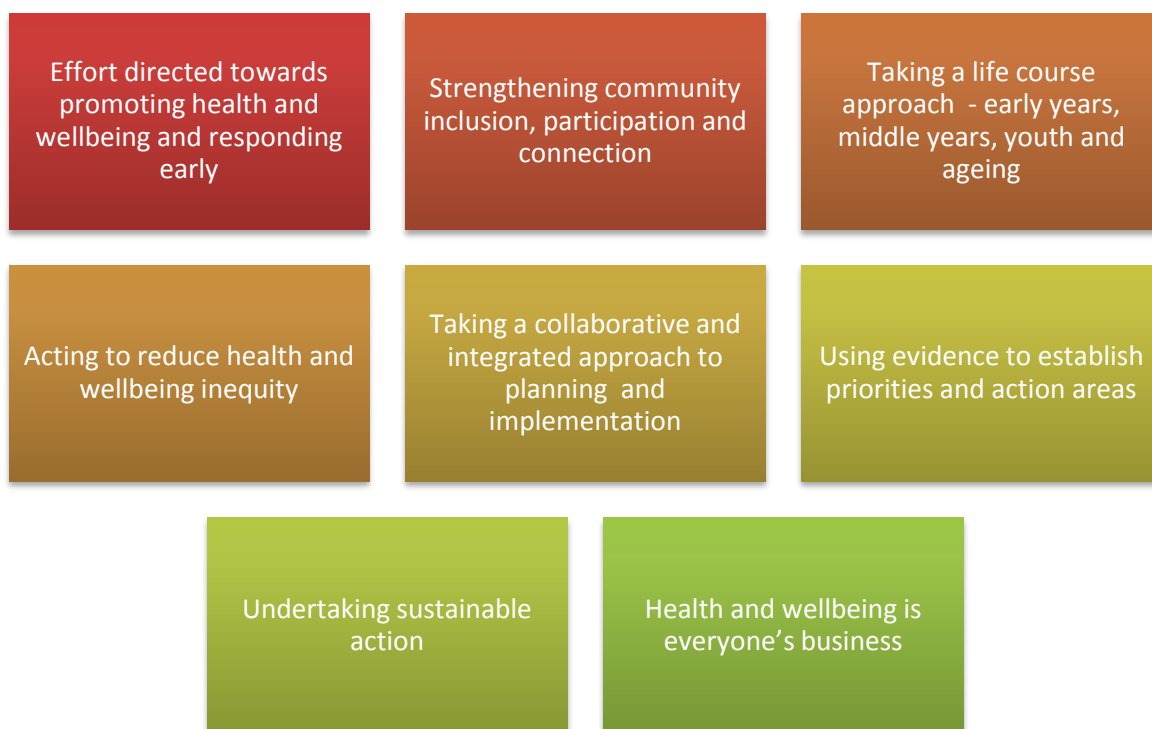 Effort directed towards
promoting health and
wellbeing and responding
early
Strengthening community
inclusion, participation and
connection
Taking a life course
approach  - early years,
middle years, youth and
ageing
Acting to reduce health and
wellbeing inequity
Taking a collaborative and
integrated approach to
planning  and
implementation
Using evidence to establish
priorities and action areas
Undertaking sustainable
action
Health and wellbeing is
everyone’s business